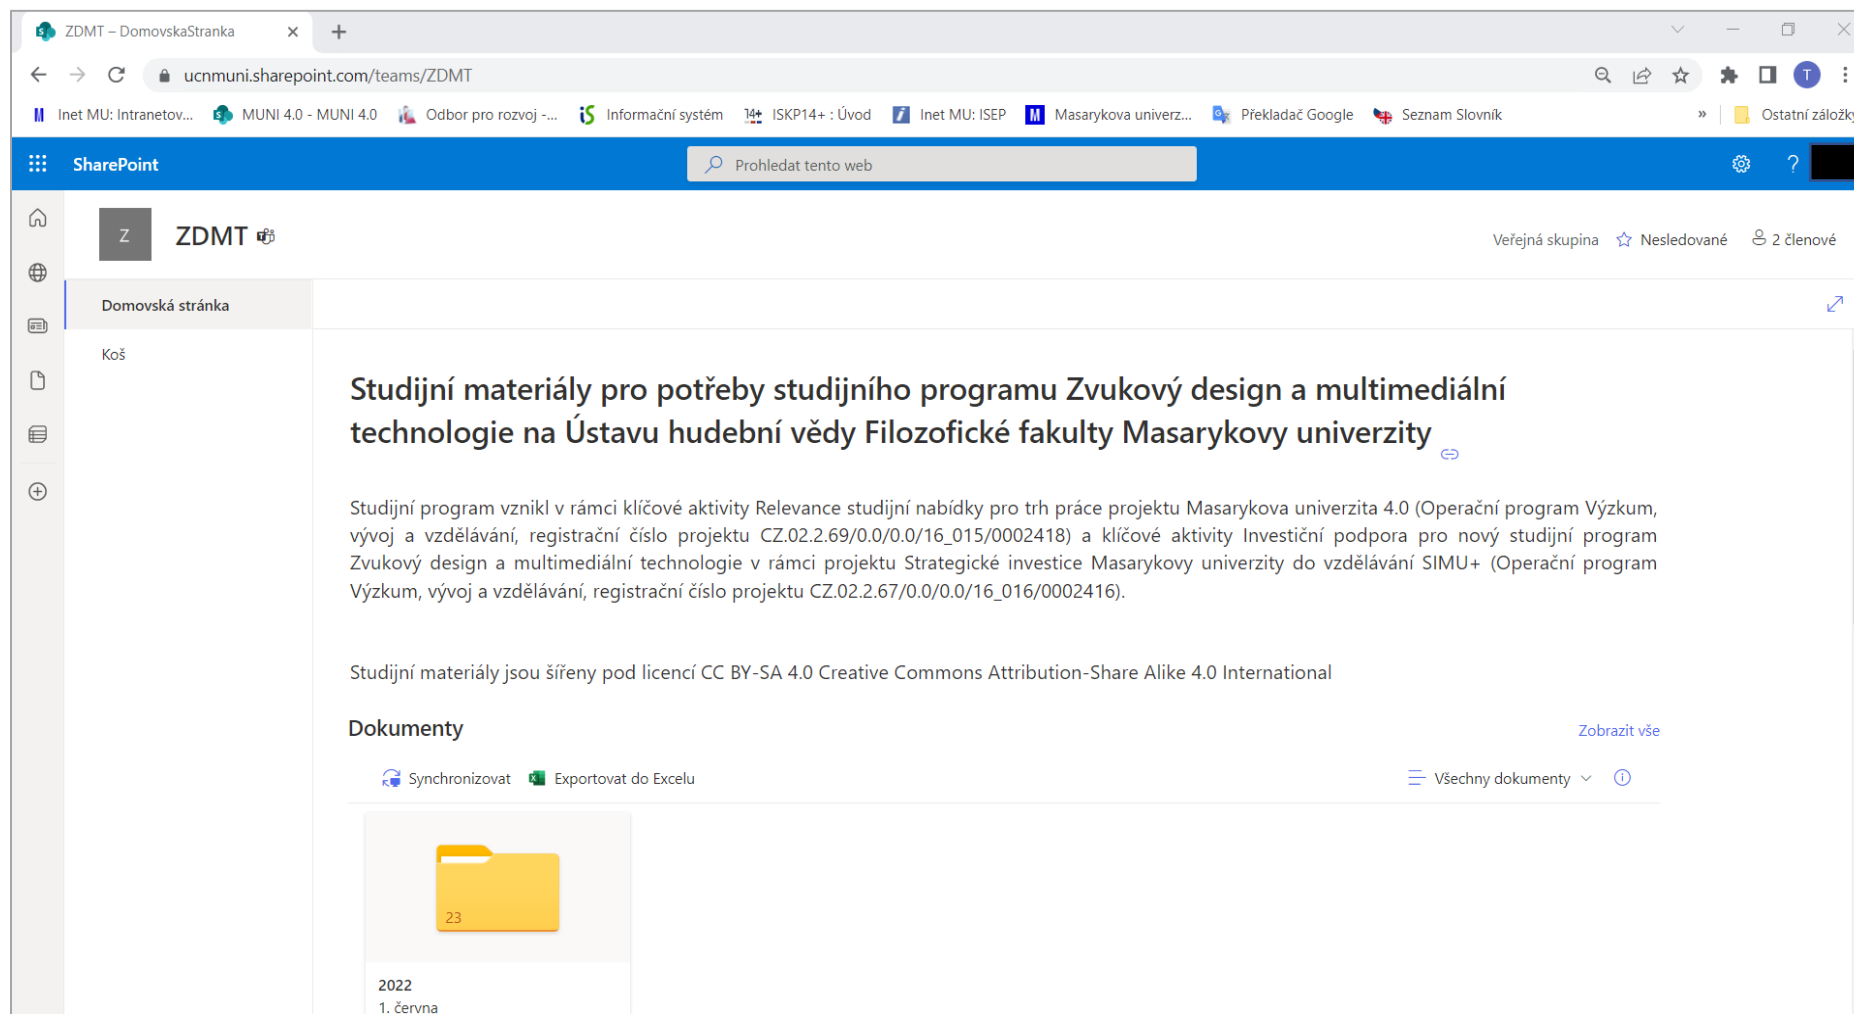 ZDMT – DomovskaStranka
ucnmuni.sharepoint.com/teams/ZDMT
T
Inet MU: Intranetov... MUNI 4.0 - MUNI 4.0 Odbor pro rozvoj -... Informační systém 14+ ISKP14+ : Úvod Inet MU: ISEP M Masarykova univerz... Překladač Google Seznam Slovník » Ostatní záložky
SharePoint Prohledat tento web ?
Z ZDMT Veřejná skupina Nesledované 2 členové
Domovská stránka
Koš
Studijní materiály pro potřeby studijního programu Zvukový design a multimediální
technologie na Ústavu hudební vědy Filozofické fakulty Masarykovy univerzity
Studijní program vznikl v rámci klíčové aktivity Relevance studijní nabídky pro trh práce projektu Masarykova univerzita 4.0 (Operační program Výzkum,
vývoj a vzdělávání, registrační číslo projektu CZ.02.2.69/0.0/0.0/16_015/0002418) a klíčové aktivity Investiční podpora pro nový studijní program
Zvukový design a multimediální technologie v rámci projektu Strategické investice Masarykovy univerzity do vzdělávání SIMU+ (Operační program
Výzkum, vývoj a vzdělávání, registrační číslo projektu CZ.02.2.67/0.0/0.0/16_016/0002416).
Studijní materiály jsou šířeny pod licencí CC BY-SA 4.0 Creative Commons Attribution-Share Alike 4.0 International
Dokumenty Zobrazit vše
Synchronizovat Exportovat do Excelu Všechny dokumenty
23
2022
1. června